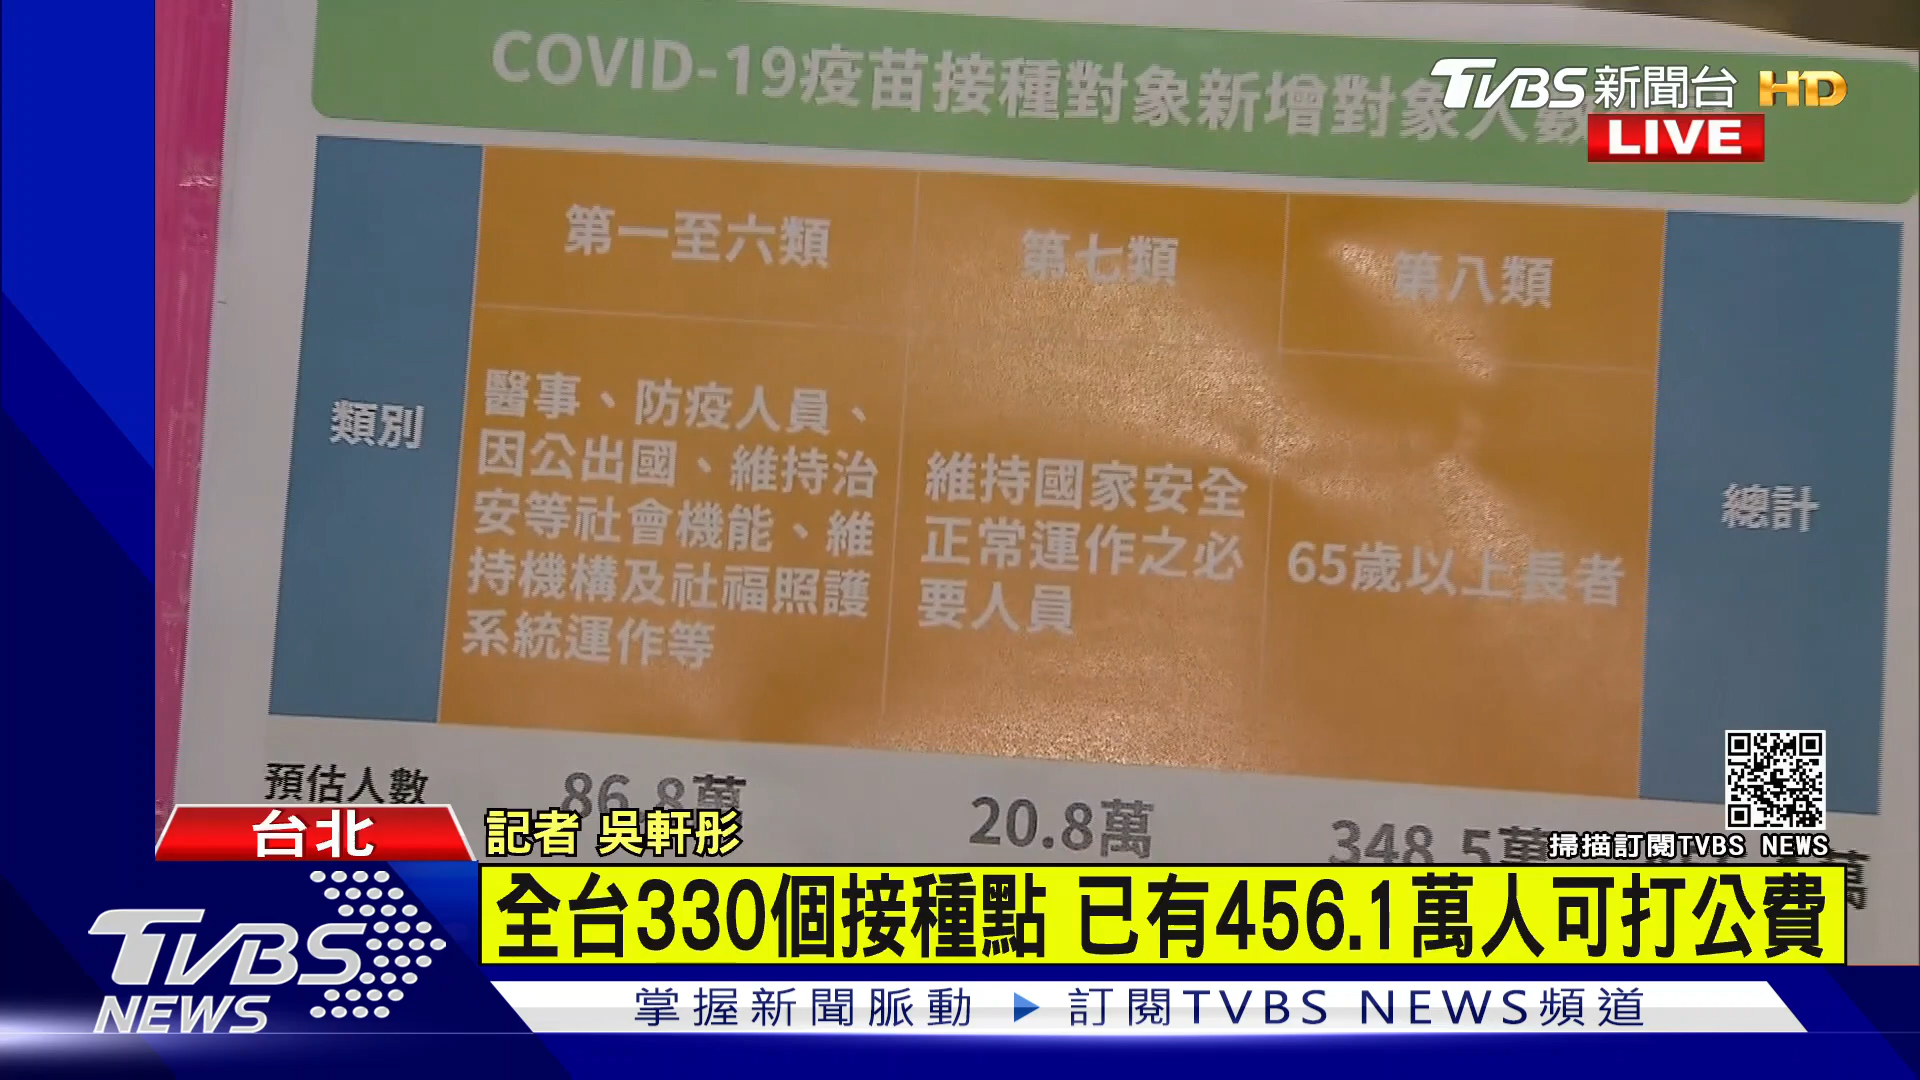 COVID-19疫苗接種對象新增對象人數
TVBS新聞台 HD
LIVE
類別
第一至六類
醫事、防疫人員、
因公出國、維持治
安等社會機能、維
持機構及社福照護
系統運作等
第七類
維持國家安全
正常運作之必
要人員
第八類
65歲以上長者
總計
預估人數
86.8萬
20.8萬
348.5萬
萬
掃描訂閱TVBS NEWS
台北
記者 吳軒彤
全台330個接種點 已有456.1萬人可打公費
TVBS
NEWS
掌握新聞脈動 ▶ 訂閱TVBS NEWS頻道